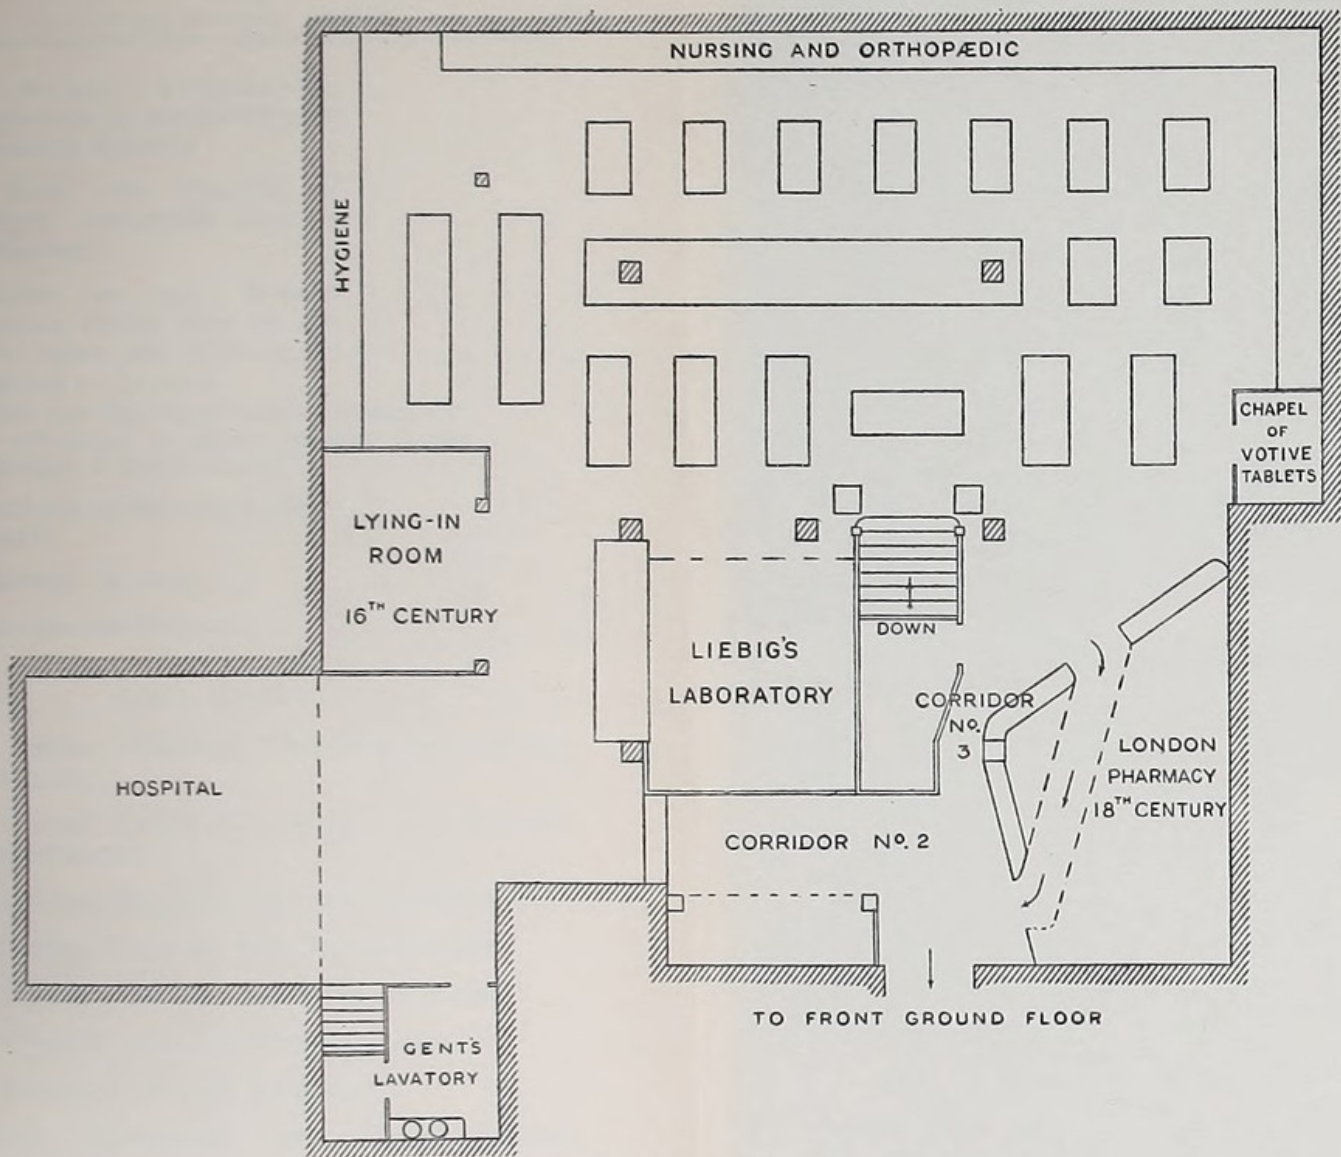 NURSING AND ORTHOPÆDIC
HYGIENE
CHAPEL
OF
VOTIVE
TABLETS
LYING-IN
ROOM
16TH CENTURY
DOWN
LIEBIG'S
LABORATORY
CORRIDOR
No.
3
LONDON
PHARMACY
18TH CENTURY
HOSPITAL
CORRIDOR No. 2
TO FRONT GROUND FLOOR
GENT'S
LAVATORY